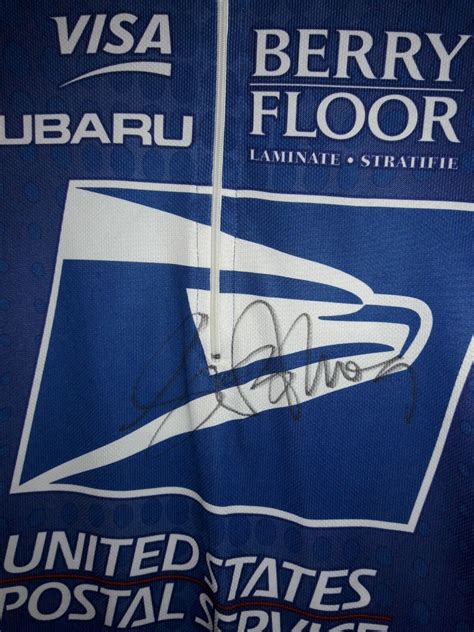 VISA
BERRY
FLOOR
UBARU
LAMINATE • STRATIFIE
UNITED STATES
POSTAL SERVICE